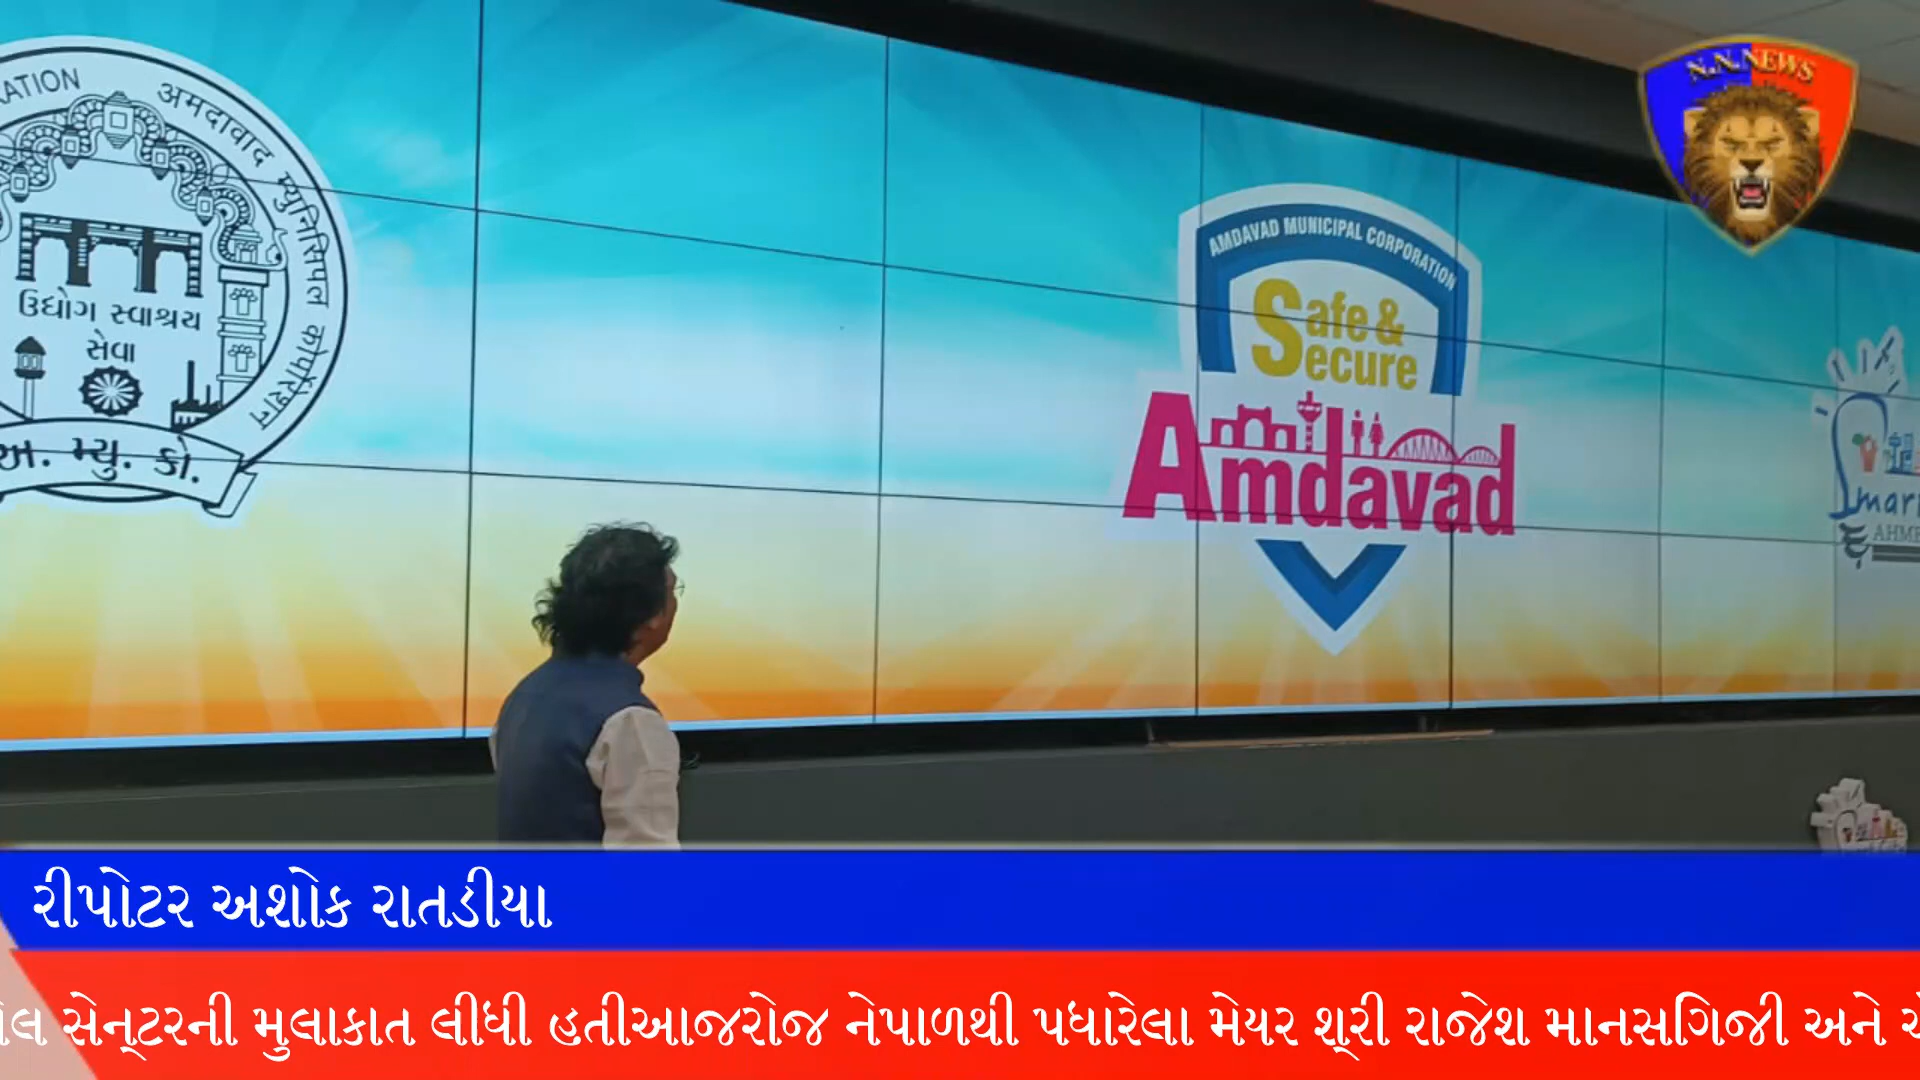 અમદાવાદ મ્યુનિસિપલ કોર્પોરેશન
ઉદ્યોગ સ્વાશ્રય
સેવા
અ. મ્યુ. કો.
AMDAVAD MUNICIPAL CORPORATION
Safe &
Secure
Amdavad
N.N.NEWS
રીપોટર અશોક રાતડીયા
સેન્ટરની મુલાકાત લીધી હતીઆજરોજ નેપાળથી પધારેલા મેયર શ્રી રાજેશ માનસગિજી અને